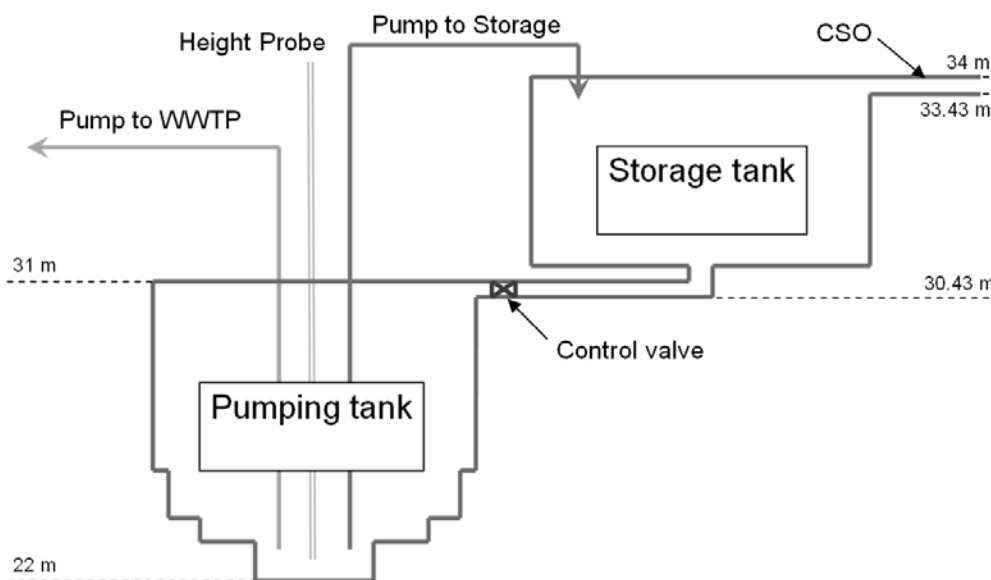 Pump to Storage
CSO
Height Probe
34 m
33.43 m
Pump to WWTP
Storage tank
31 m
30.43 m
Control valve
Pumping tank
22 m